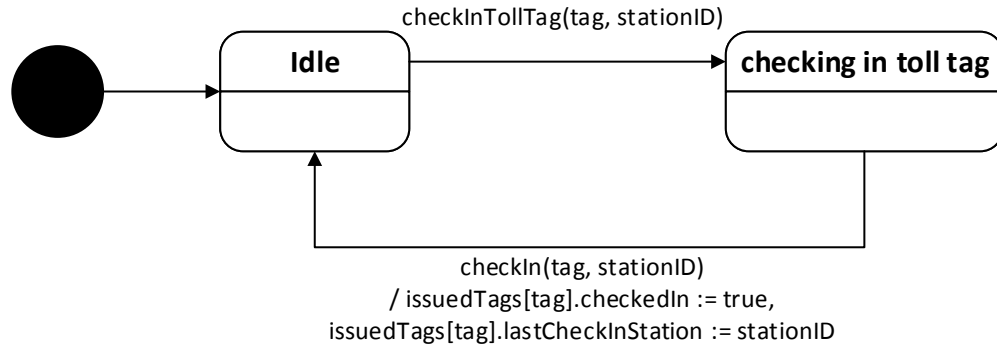 checkInTollTag(tag, stationID)
Idle
checking in toll tag
checkIn(tag, stationID)
/ issuedTags[tag].checkedIn := true,
issuedTags[tag].lastCheckInStation := stationID